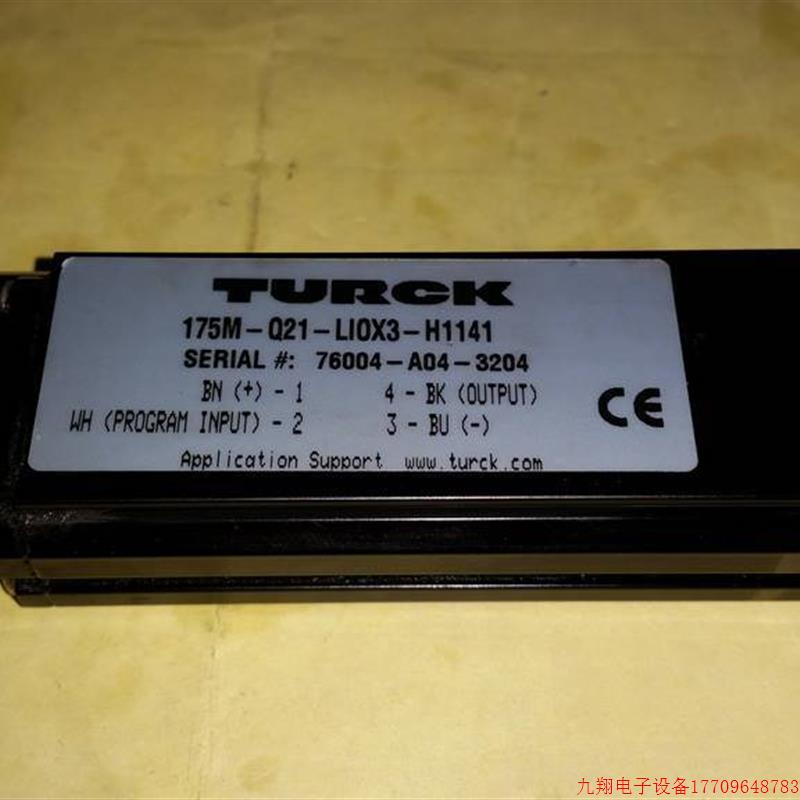 TURCK
175M-Q21-LI0X3-H1141
SERIAL #: 76004-A04-3204
BN (+) - 1 4 - BK (OUTPUT)
WH (PROGRAM INPUT) - 2 3 - BU (-)
CE
Application Support www.turck.com
九翔电子设备17709648783